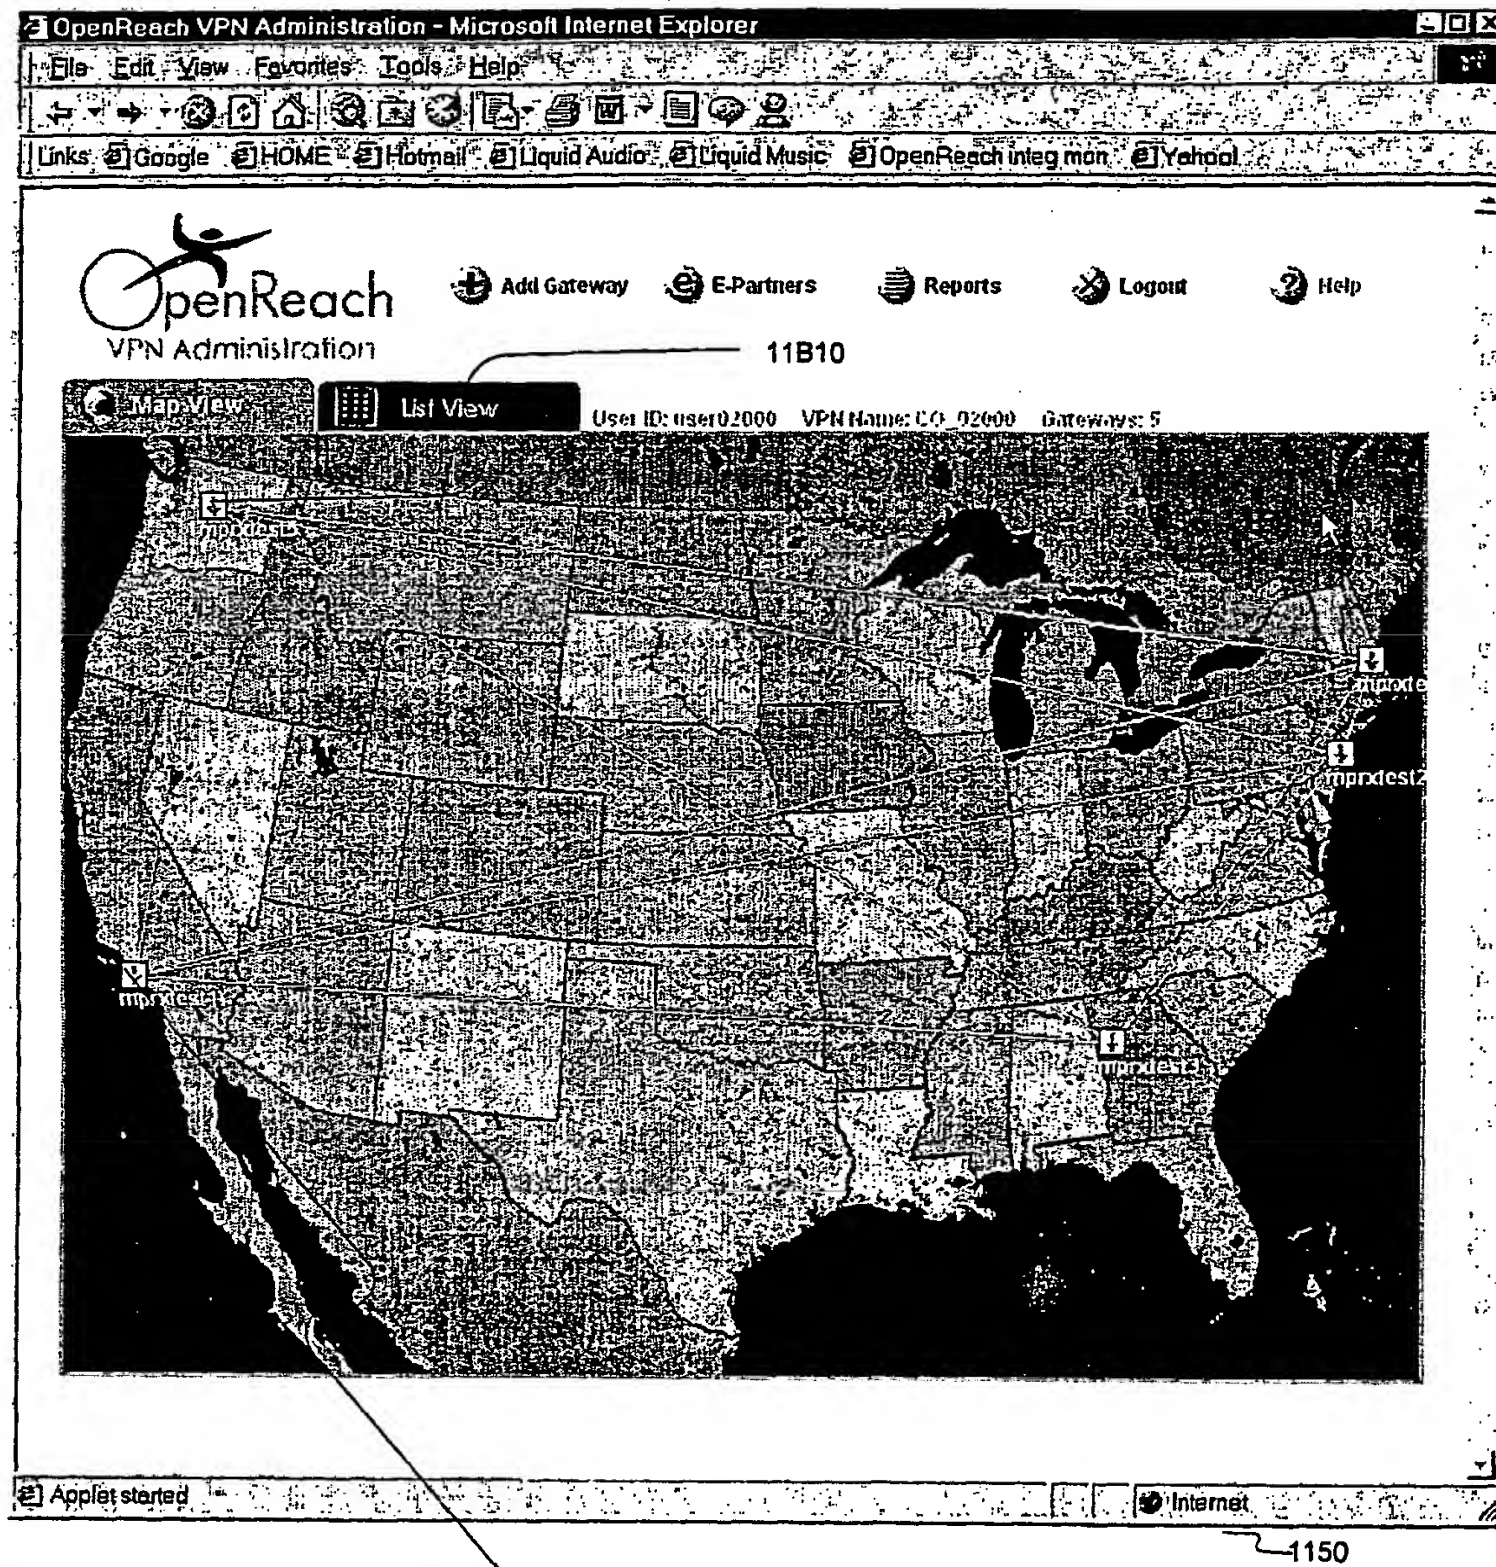 OpenReach VPN Administration - Microsoft Internet Explorer
File Edit View Favorites Tools Help
Links Google HOME Hotmail Liquid Audio Liquid Music OpenReach integ mon Yahoo!
OpenReach
VPN Administration
Add Gateway E-Partners Reports Logout Help
11B10
Map View List View User ID: user02000 VPN Name: CO_02000 Gateways: 5
mprxte
mprxtest2
mprxtest3
Applet started Internet
1150